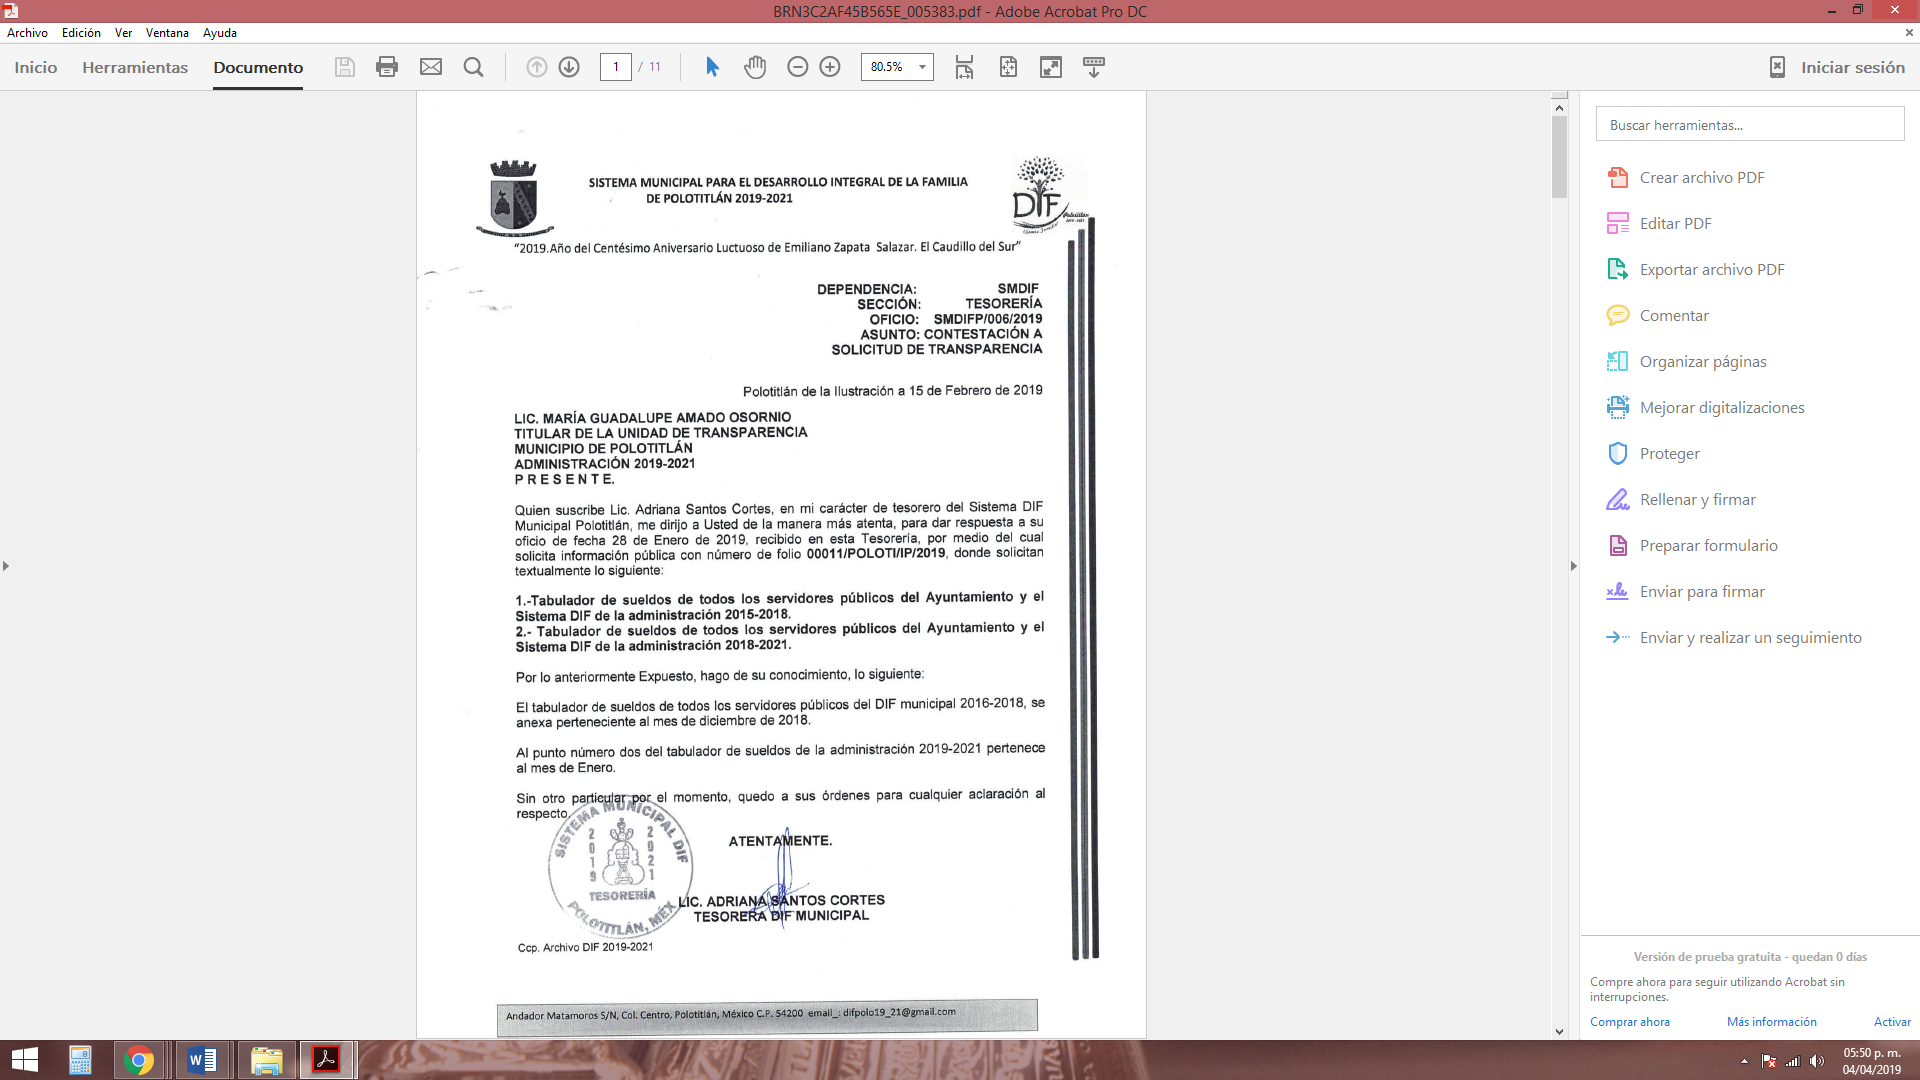 BRN3C2AF45B565E_005383.pdf - Adobe Acrobat Pro DC
Archivo Edición Ver Ventana Ayuda
Inicio Herramientas Documento 1 / 11 80.5% Iniciar sesión
Buscar herramientas...
Crear archivo PDF
Editar PDF
Exportar archivo PDF
Comentar
Organizar páginas
Mejorar digitalizaciones
Proteger
Rellenar y firmar
Preparar formulario
Enviar para firmar
Enviar y realizar un seguimiento
Versión de prueba gratuita - quedan 0 días
Compre ahora para seguir utilizando Acrobat sin
interrupciones.
Comprar ahora Más información Activar
SISTEMA MUNICIPAL PARA EL DESARROLLO INTEGRAL DE LA FAMILIA
DE POLOTITLÁN 2019-2021
DIF
Polotitlán
2019 - 2021
"2019.Año del Centésimo Aniversario Luctuoso de Emiliano Zapata Salazar. El Caudillo del Sur"
DEPENDENCIA: SMDIF
SECCIÓN: TESORERÍA
OFICIO: SMDIFP/006/2019
ASUNTO: CONTESTACIÓN A
SOLICITUD DE TRANSPARENCIA
Polotitlán de la Ilustración a 15 de Febrero de 2019
LIC. MARÍA GUADALUPE AMADO OSORNIO
TITULAR DE LA UNIDAD DE TRANSPARENCIA
MUNICIPIO DE POLOTITLÁN
ADMINISTRACIÓN 2019-2021
P R E S E N T E.
Quien suscribe Lic. Adriana Santos Cortes, en mi carácter de tesorero del Sistema DIF
Municipal Polotitlán, me dirijo a Usted de la manera más atenta, para dar respuesta a su
oficio de fecha 28 de Enero de 2019, recibido en esta Tesorería, por medio del cual
solicita información pública con número de folio 00011/POLOTI/IP/2019, donde solicitan
textualmente lo siguiente:
1.-Tabulador de sueldos de todos los servidores públicos del Ayuntamiento y el
Sistema DIF de la administración 2015-2018.
2.- Tabulador de sueldos de todos los servidores públicos del Ayuntamiento y el
Sistema DIF de la administración 2018-2021.
Por lo anteriormente Expuesto, hago de su conocimiento, lo siguiente:
El tabulador de sueldos de todos los servidores públicos del DIF municipal 2016-2018, se
anexa perteneciente al mes de diciembre de 2018.
Al punto número dos del tabulador de sueldos de la administración 2019-2021 pertenece
al mes de Enero.
Sin otro particular por el momento, quedo a sus órdenes para cualquier aclaración al
respecto.
SISTEMA MUNICIPAL DIF
2019 2021
TESORERÍA
POLOTITLÁN, MÉX
ATENTAMENTE.
LIC. ADRIANA SANTOS CORTES
TESORERA DIF MUNICIPAL
Ccp. Archivo DIF 2019-2021
Andador Matamoros S/N, Col. Centro, Polotitlán, México C.P. 54200 email_: difpolo19_21@gmail.com
05:50 p. m.
04/04/2019